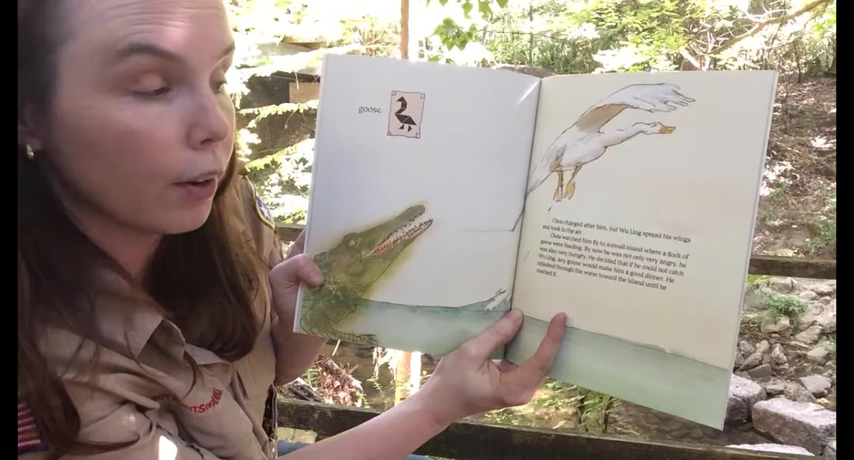 goose.
Chou charged after him, but Wu Ling spread his wings
and took to the air.
Chou watched him fly to a small island where a flock of
geese were feeding. By now he was not only very angry, he
was also very hungry. He decided that if he could not catch
Wu Ling, any goose would make him a good dinner. He
splashed through the water toward the island until he
reached it.